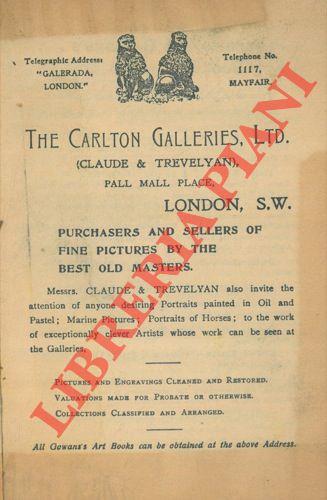 Telegraphic Address:
"GALERADA,
LONDON."
Telephone No.
1117,
MAYFAIR.
THE CARLTON GALLERIES, LTD.
(CLAUDE & TREVELYAN),
PALL MALL PLACE,
LONDON, S.W.
PURCHASERS AND SELLERS OF
FINE PICTURES BY THE
BEST OLD MASTERS.
Messrs. CLAUDE & TREVELYAN also invite the
attention of anyone desiring Portraits painted in Oil and
Pastel; Marine Pictures; Portraits of Horses; to the work
of exceptionally clever Artists whose work can be seen at
the Galleries.
PICTURES AND ENGRAVINGS CLEANED AND RESTORED.
VALUATIONS MADE FOR PROBATE OR OTHERWISE.
COLLECTIONS CLASSIFIED AND ARRANGED.
All Gowans's Art Books can be obtained at the above Address.
LIBRERIA PIANI